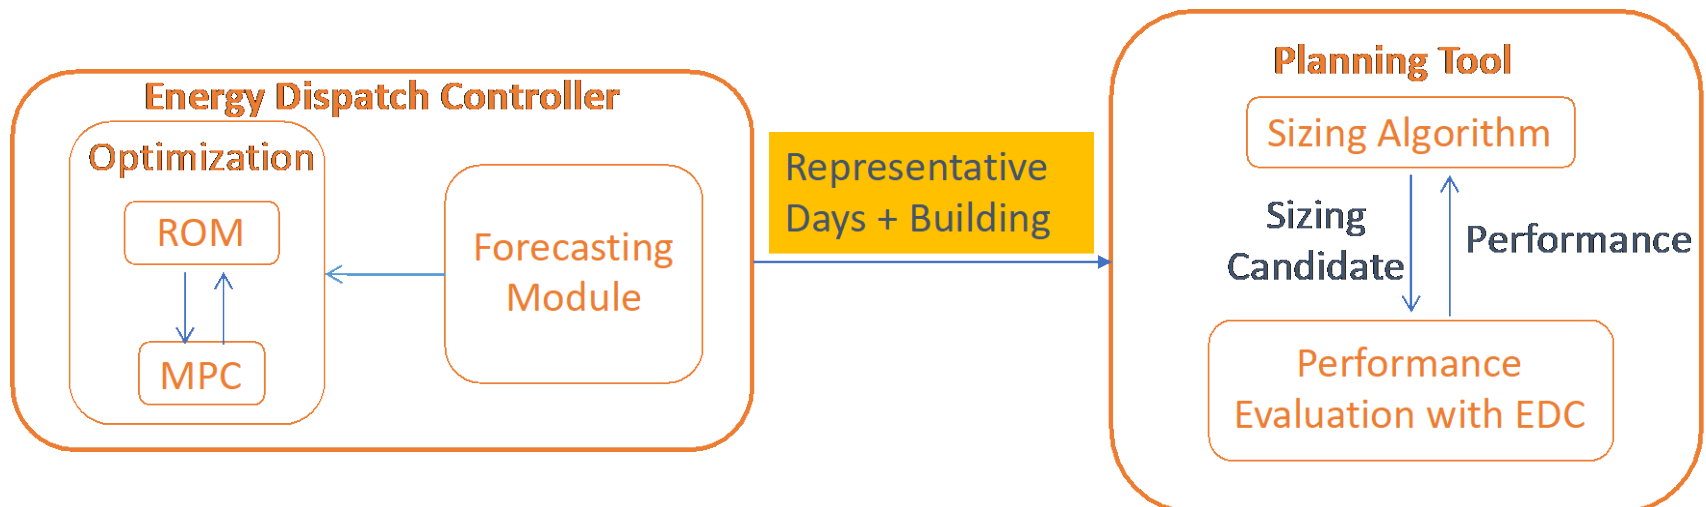 Energy Dispatch Controller
Optimization
ROM
MPC
Forecasting
Module
Representative
Days + Building
Planning Tool
Sizing Algorithm
Sizing
Candidate
Performance
Performance
Evaluation with EDC